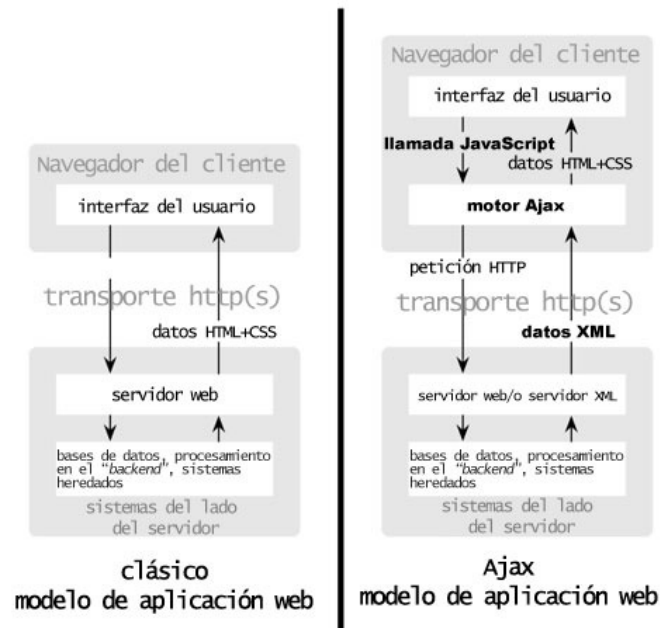 Navegador del cliente
interfaz del usuario
transporte http(s)
datos HTML+CSS
servidor web
bases de datos, procesamiento
en el "backend", sistemas
heredados
sistemas del lado
del servidor
clásico
modelo de aplicación web
Navegador del cliente
interfaz del usuario
llamada JavaScript
datos HTML+CSS
motor Ajax
petición HTTP
transporte http(s)
datos XML
servidor web/o servidor XML
bases de datos, procesamiento
en el "backend", sistemas
heredados
sistemas del lado
del servidor
Ajax
modelo de aplicación web